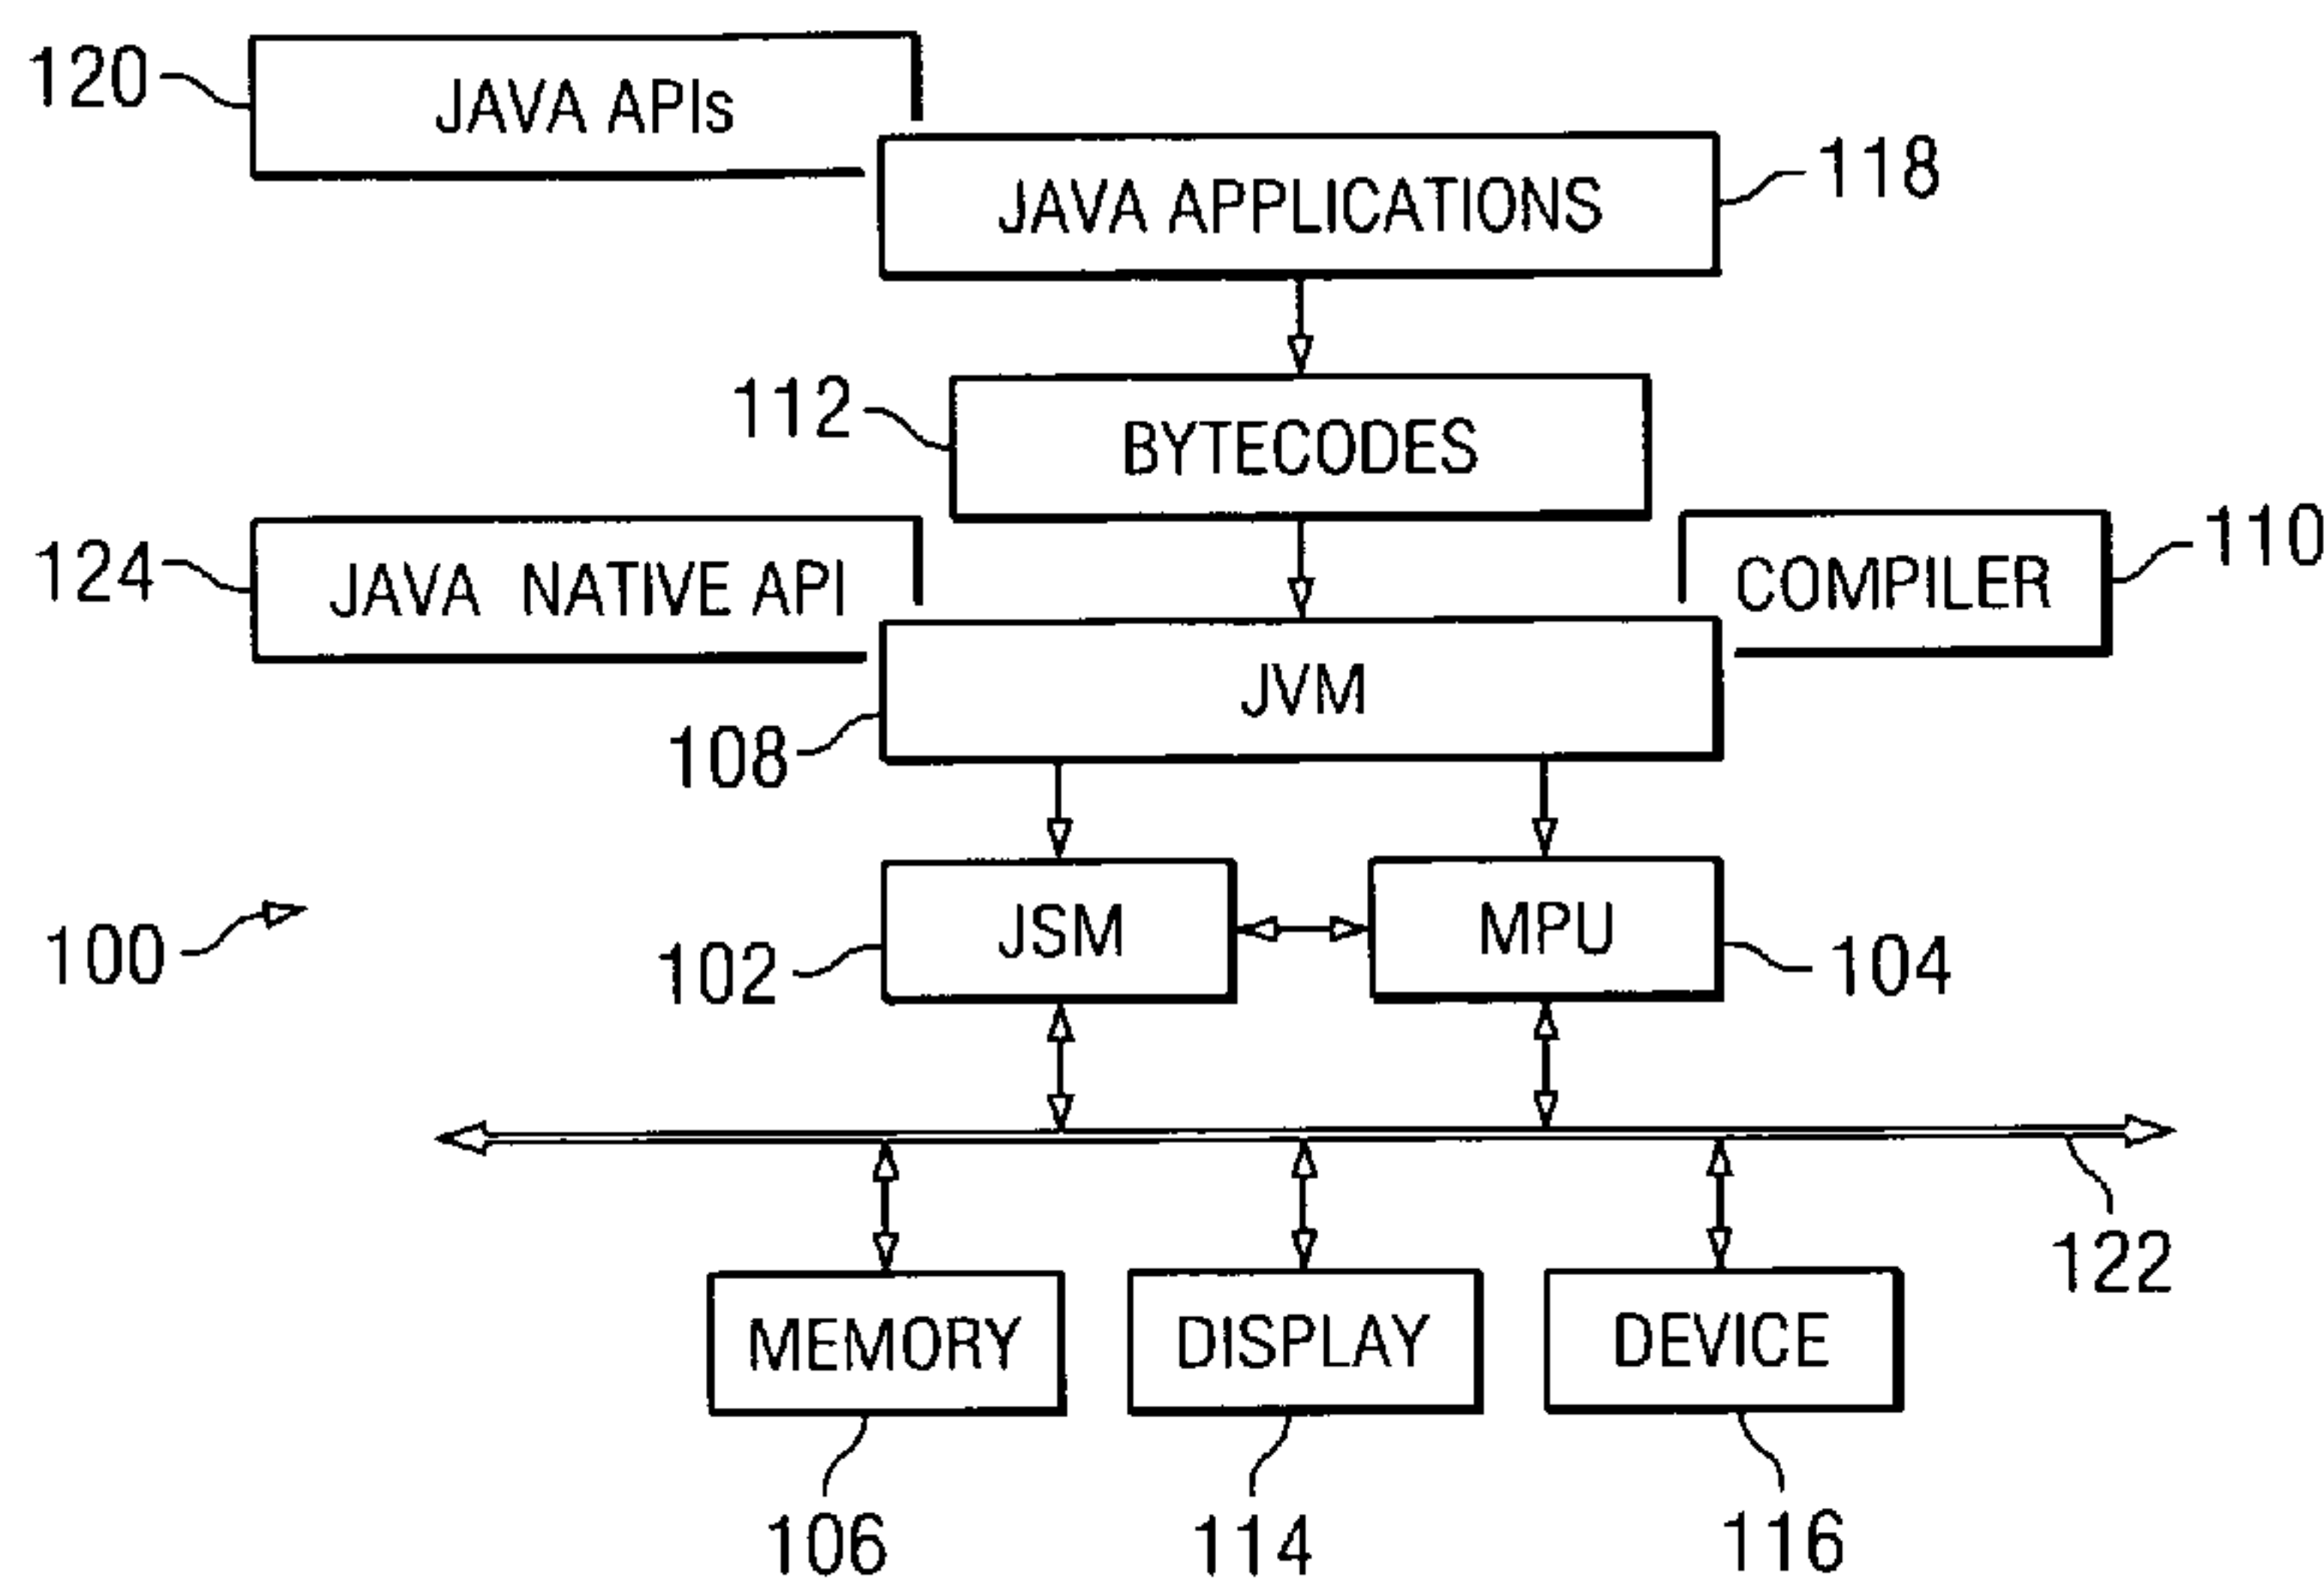 120
JAVA APIs
JAVA APPLICATIONS
118
112
BYTECODES
124
JAVA NATIVE API
COMPILER
110
JVM
108
100
102
JSM
MPU
104
122
MEMORY
DISPLAY
DEVICE
106
114
116